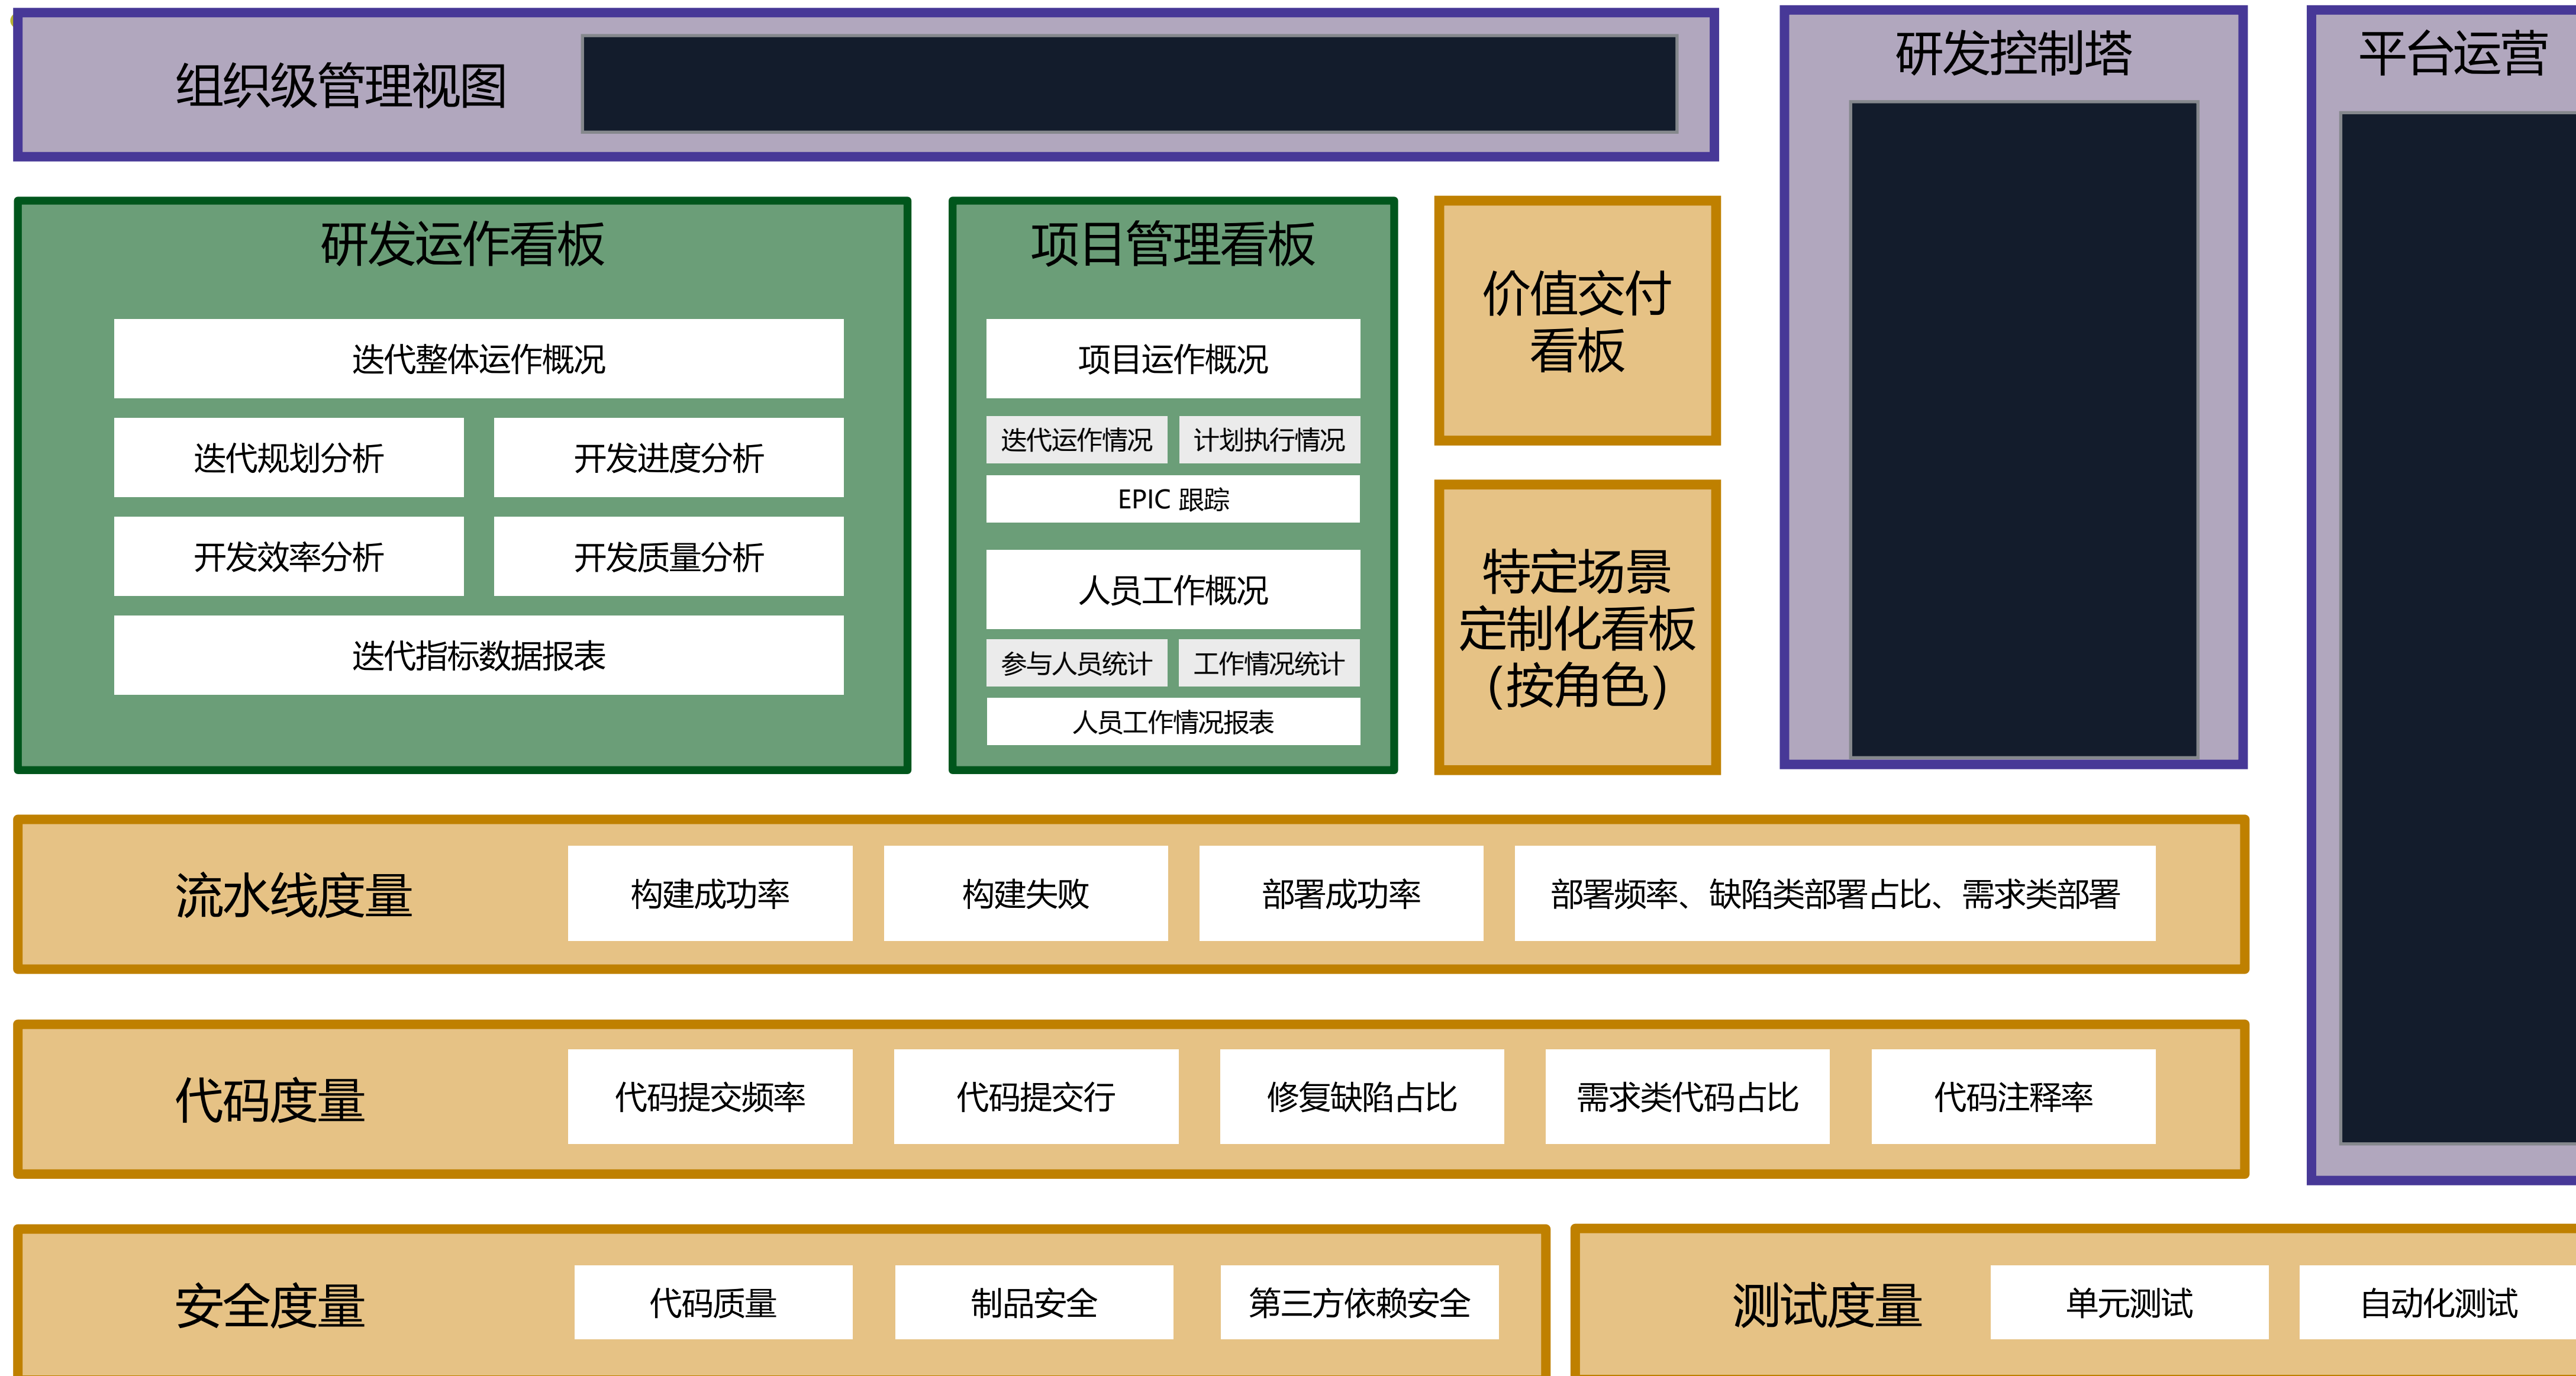 组织级管理视图
研发控制塔
平台运营
研发运作看板
迭代整体运作概况
迭代规划分析
开发进度分析
开发效率分析
开发质量分析
迭代指标数据报表
项目管理看板
项目运作概况
迭代运作情况
计划执行情况
EPIC 跟踪
人员工作概况
参与人员统计
工作情况统计
人员工作情况报表
价值交付
看板
特定场景
定制化看板
（按角色）
流水线度量
构建成功率
构建失败
部署成功率
部署频率、缺陷类部署占比、需求类部署
代码度量
代码提交频率
代码提交行
修复缺陷占比
需求类代码占比
代码注释率
安全度量
代码质量
制品安全
第三方依赖安全
测试度量
单元测试
自动化测试